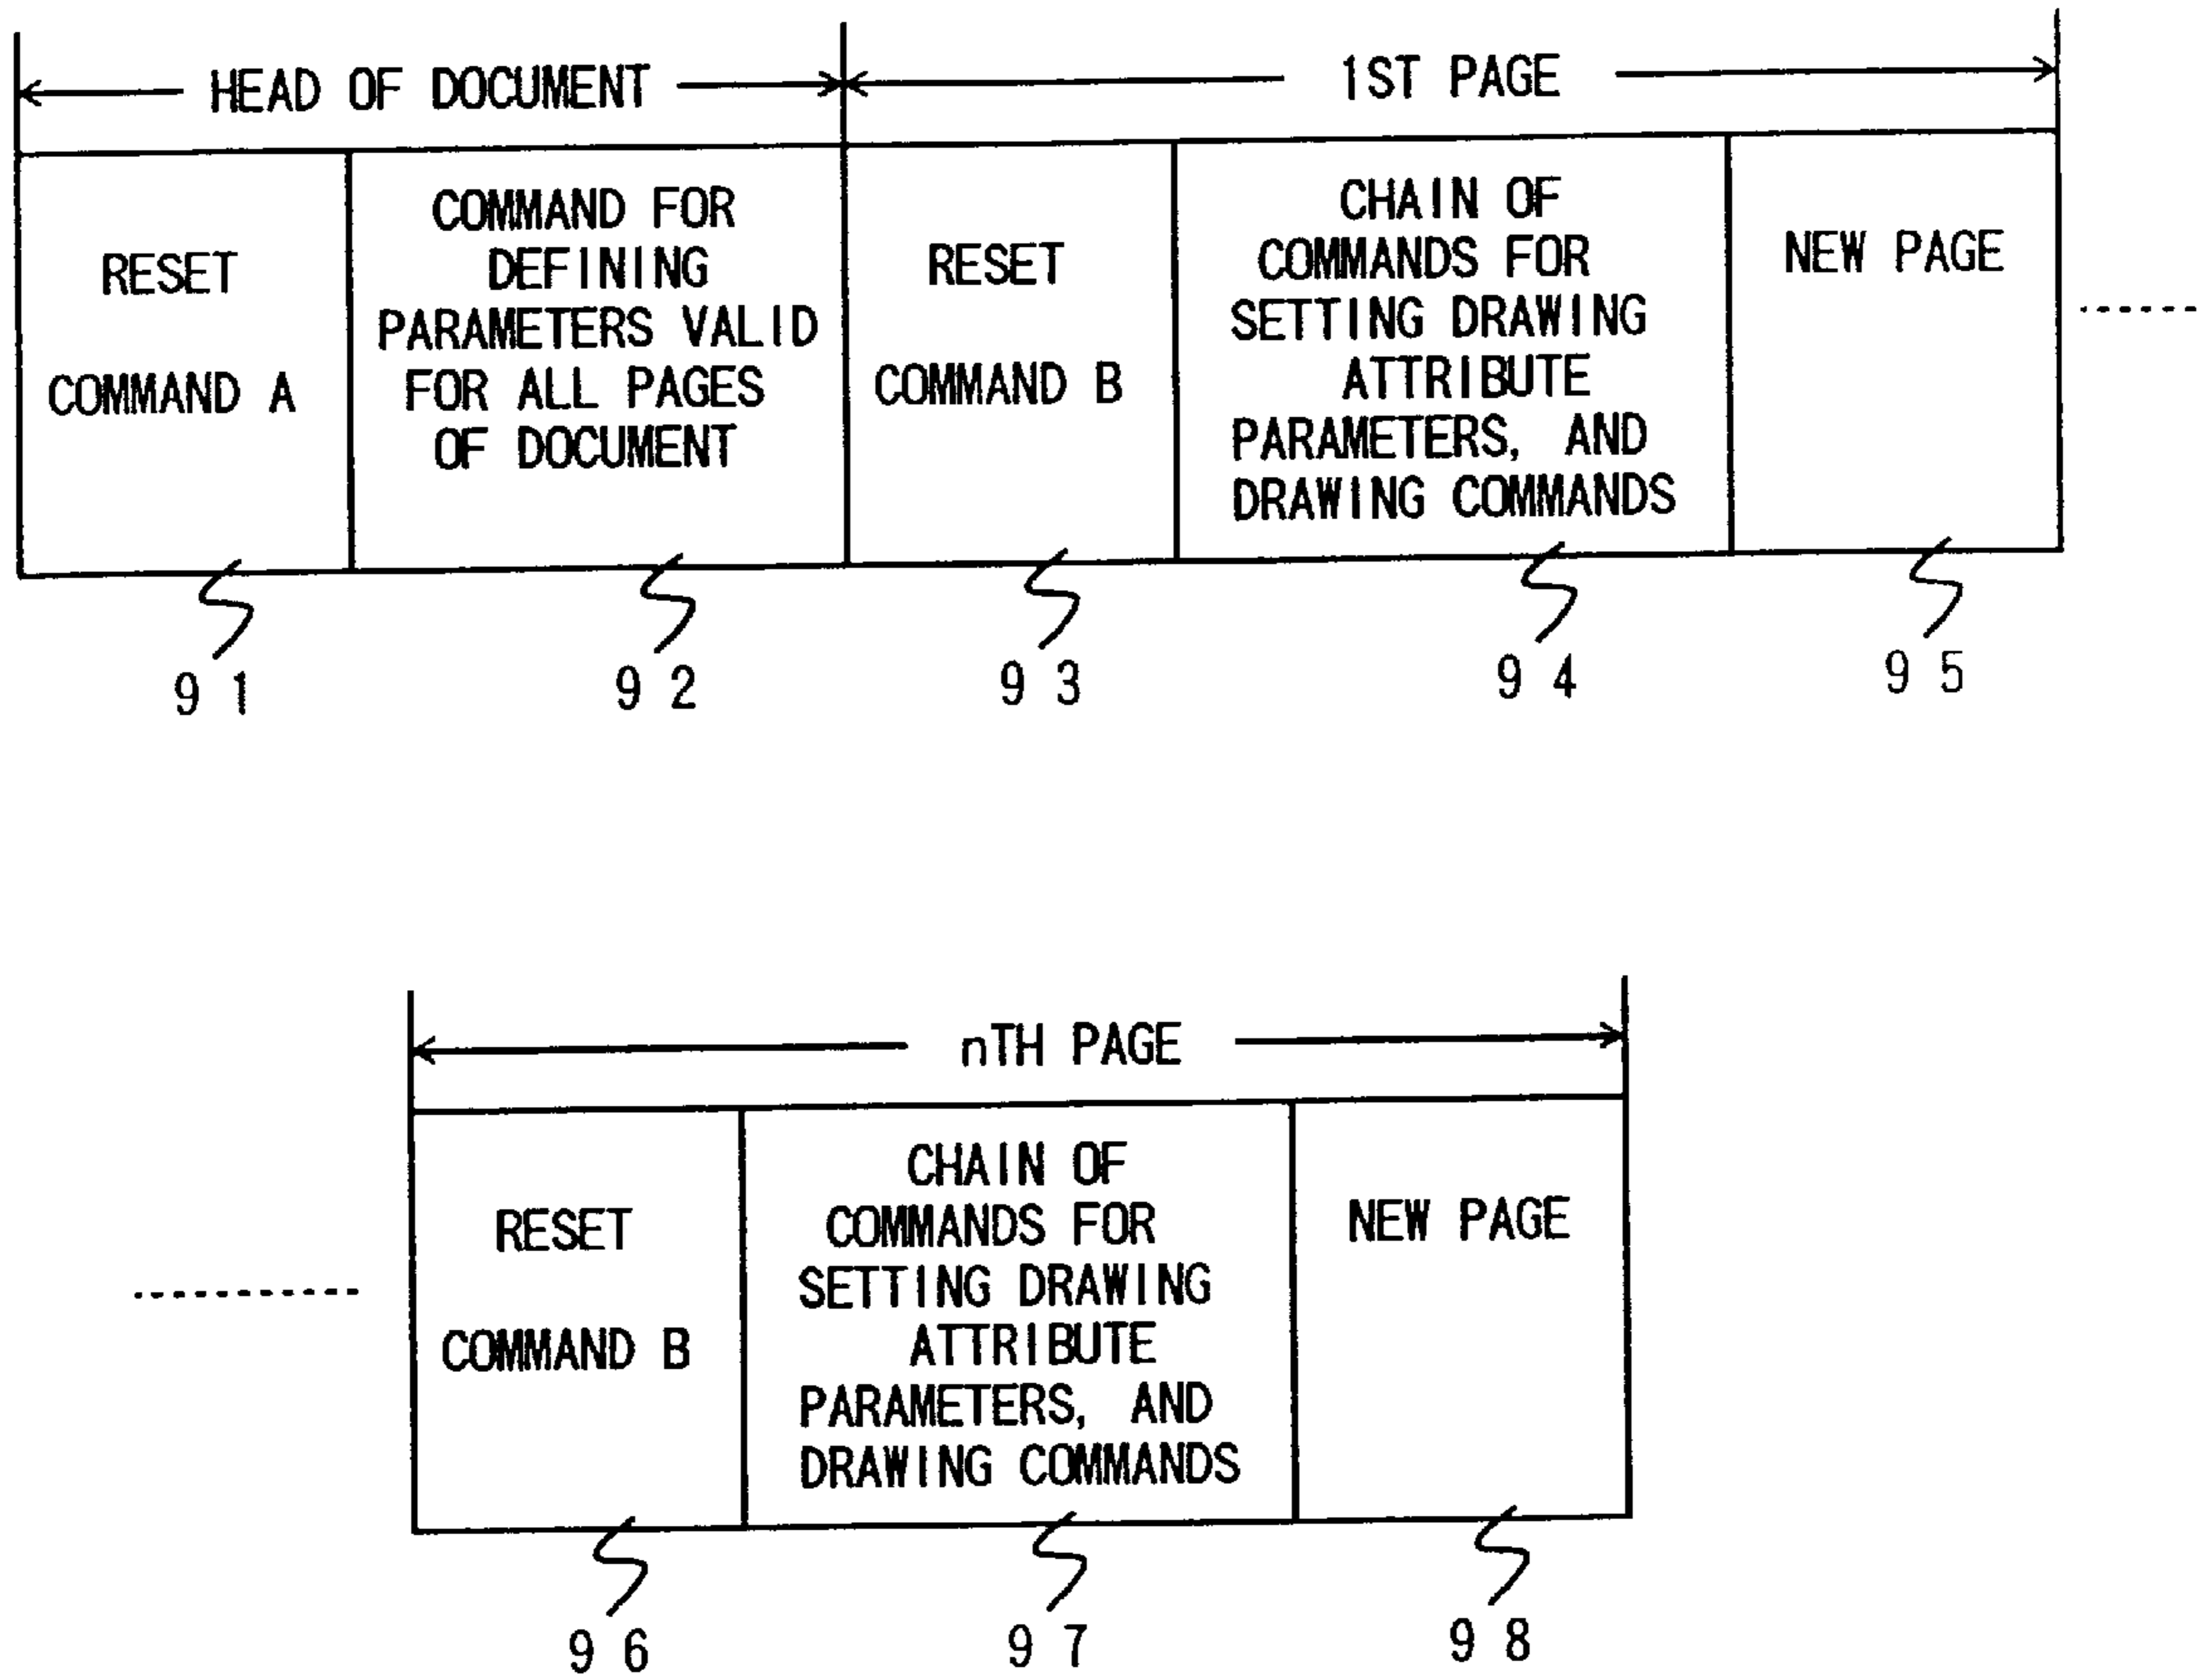 HEAD OF DOCUMENT
1ST PAGE
RESET
COMMAND A
COMMAND FOR
DEFINING
PARAMETERS VALID
FOR ALL PAGES
OF DOCUMENT
RESET
COMMAND B
CHAIN OF
COMMANDS FOR
SETTING DRAWING
ATTRIBUTE
PARAMETERS, AND
DRAWING COMMANDS
NEW PAGE
91
92
93
94
95
nTH PAGE
RESET
COMMAND B
CHAIN OF
COMMANDS FOR
SETTING DRAWING
ATTRIBUTE
PARAMETERS, AND
DRAWING COMMANDS
NEW PAGE
96
97
98